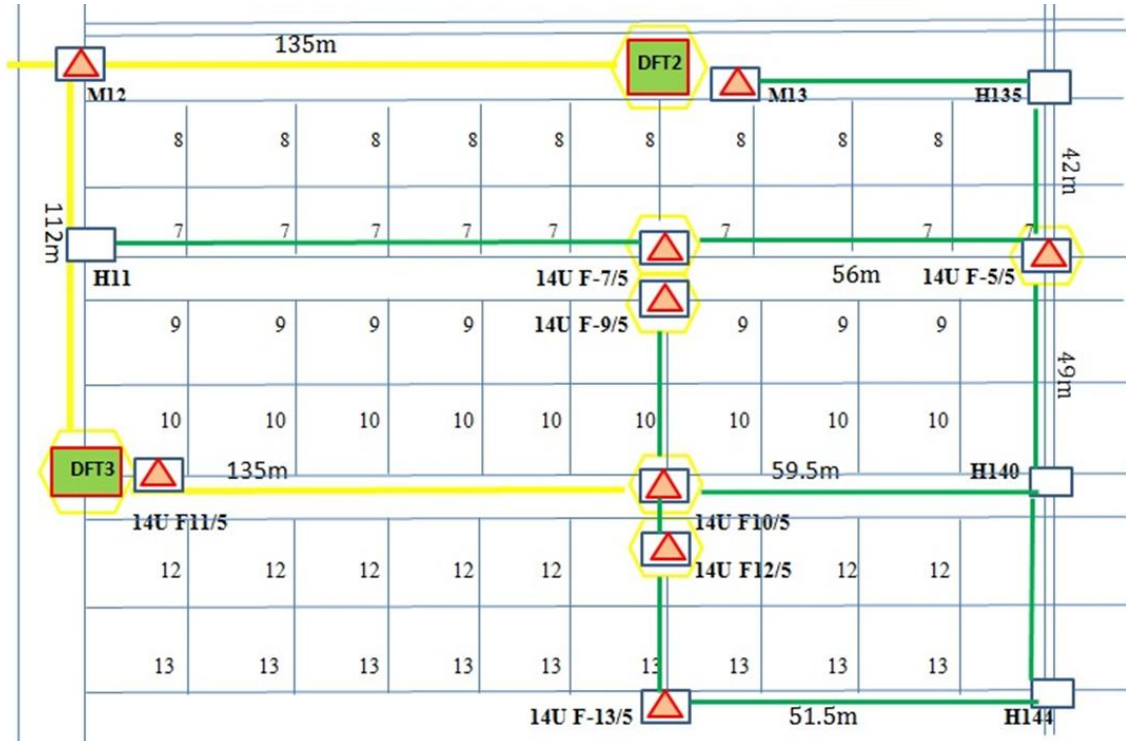 135m
DFT2
M12
M13
H135
8 8 8 8 8 8 8 8 8
42m
112m
7 7 7 7 7 7 7 7
H11
14U F-7/5
56m
14U F-5/5
14U F-9/5
9 9 9 9 9 9 9
49m
10 10 10 10 10 10 10 10 10
DFT3
135m
59.5m
H140
14U F11/5
14U F10/5
12 12 12 12 12
14U F12/5
12 12
13 13 13 13 13 13 13 13 13
14U F-13/5
51.5m
H144